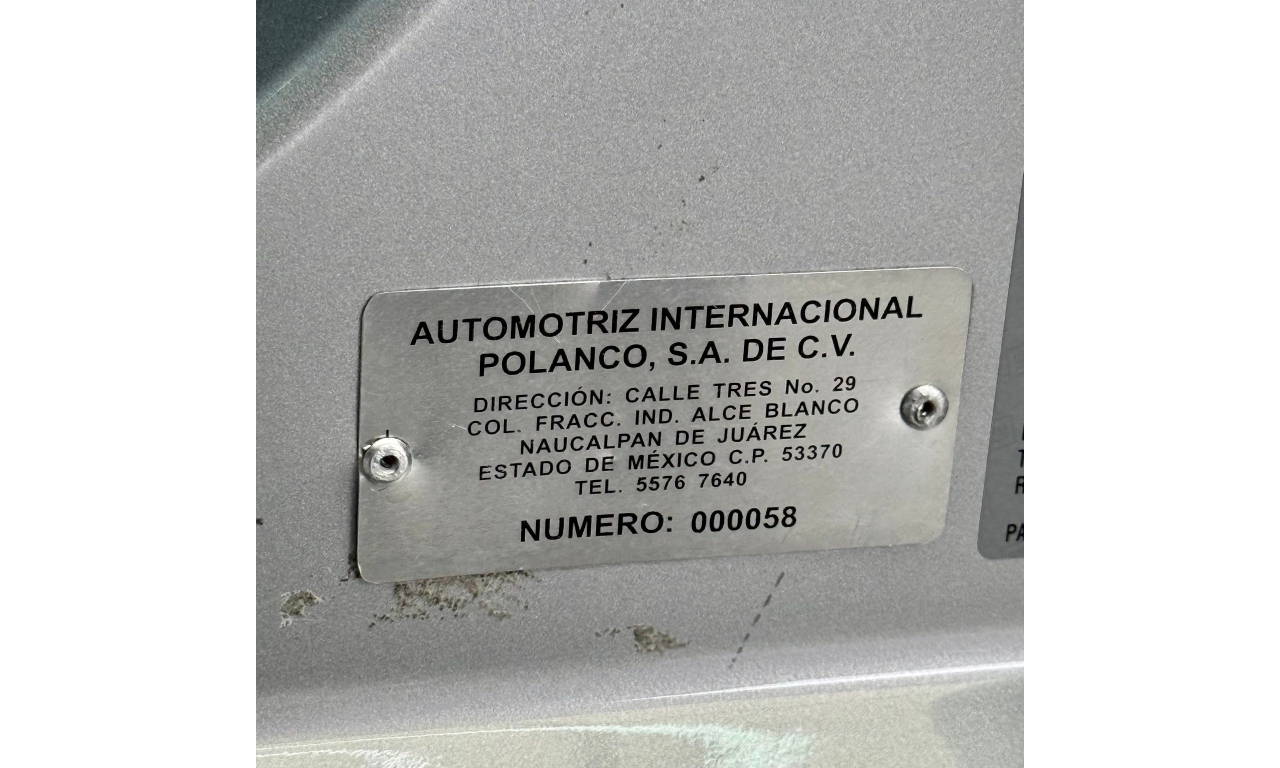 AUTOMOTRIZ INTERNACIONAL
POLANCO, S.A. DE C.V.
DIRECCIÓN: CALLE TRES No. 29
COL. FRACC. IND. ALCE BLANCO
NAUCALPAN DE JUÁREZ
ESTADO DE MÉXICO C.P. 53370
TEL. 5576 7640
NUMERO: 000058